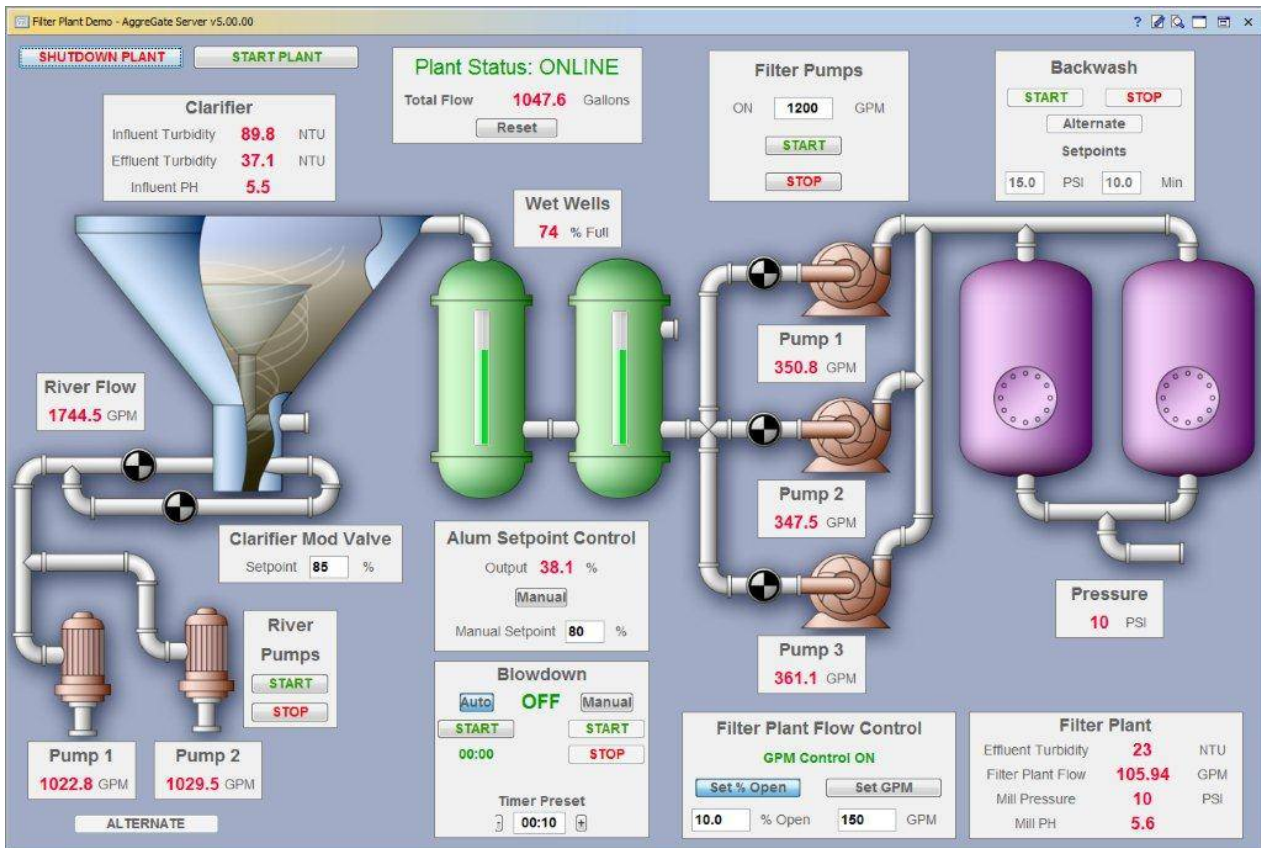 Filter Plant Demo - AggreGate Server v5.00.00
?
SHUTDOWN PLANT
START PLANT
Plant Status: ONLINE
Total Flow 1047.6 Gallons
Reset
Filter Pumps
ON 1200 GPM
START
STOP
Backwash
START STOP
Alternate
Setpoints
15.0 PSI 10.0 Min
Clarifier
Influent Turbidity 89.8 NTU
Effluent Turbidity 37.1 NTU
Influent PH 5.5
Wet Wells
74 % Full
River Flow
1744.5 GPM
Pump 1
350.8 GPM
Pump 2
347.5 GPM
Pump 3
361.1 GPM
Clarifier Mod Valve
Setpoint 85 %
Alum Setpoint Control
Output 38.1 %
Manual
Manual Setpoint 80 %
Pressure
10 PSI
River
Pumps
START
STOP
Pump 1
1022.8 GPM
Pump 2
1029.5 GPM
ALTERNATE
Blowdown
Auto OFF Manual
START START
00:00 STOP
Timer Preset
- 00:10 +
Filter Plant Flow Control
GPM Control ON
Set % Open Set GPM
10.0 % Open 150 GPM
Filter Plant
Effluent Turbidity 23 NTU
Filter Plant Flow 105.94 GPM
Mill Pressure 10 PSI
Mill PH 5.6